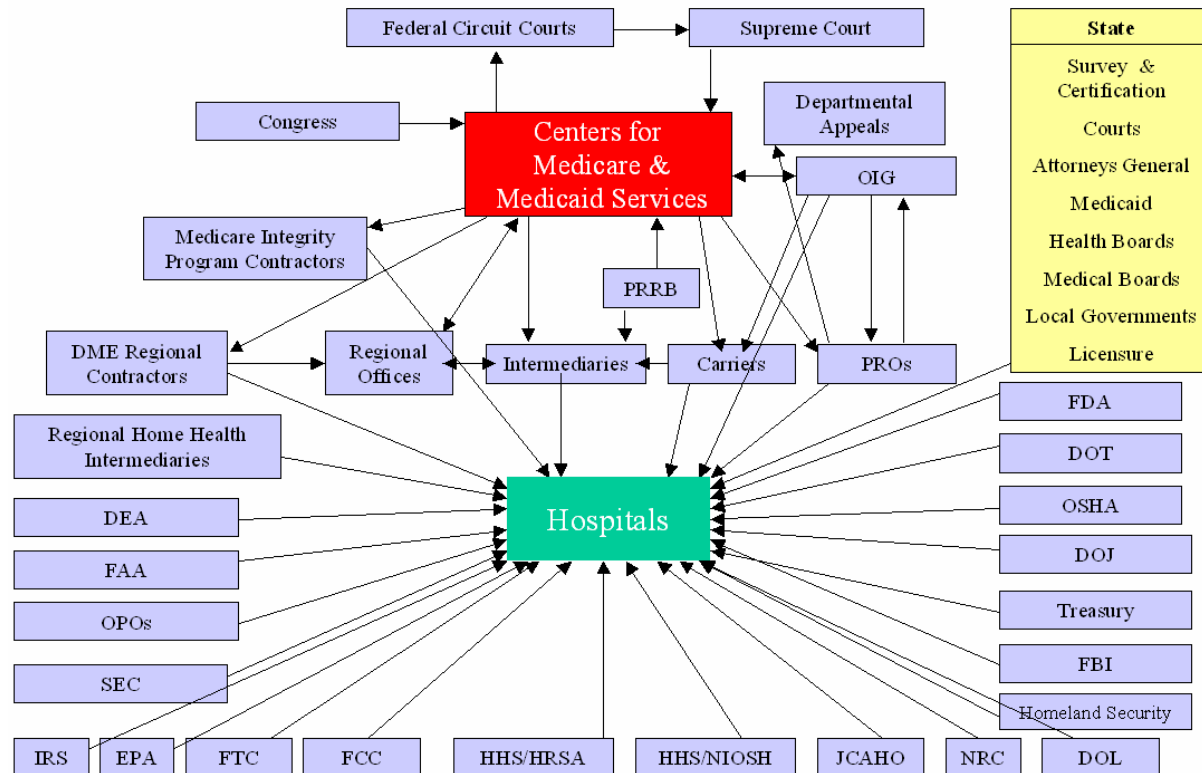 Federal Circuit Courts
Supreme Court
State
Survey &
Certification
Courts
Attorneys General
Medicaid
Health Boards
Medical Boards
Local Governments
Licensure
Congress
Centers for
Medicare &
Medicaid Services
Departmental
Appeals
OIG
Medicare Integrity
Program Contractors
PRRB
DME Regional
Contractors
Regional
Offices
Intermediaries
Carriers
PROs
Regional Home Health
Intermediaries
Hospitals
FDA
DOT
OSHA
DOJ
Treasury
FBI
Homeland Security
DEA
FAA
OPOs
SEC
IRS
EPA
FTC
FCC
HHS/HRSA
HHS/NIOSH
JCAHO
NRC
DOL